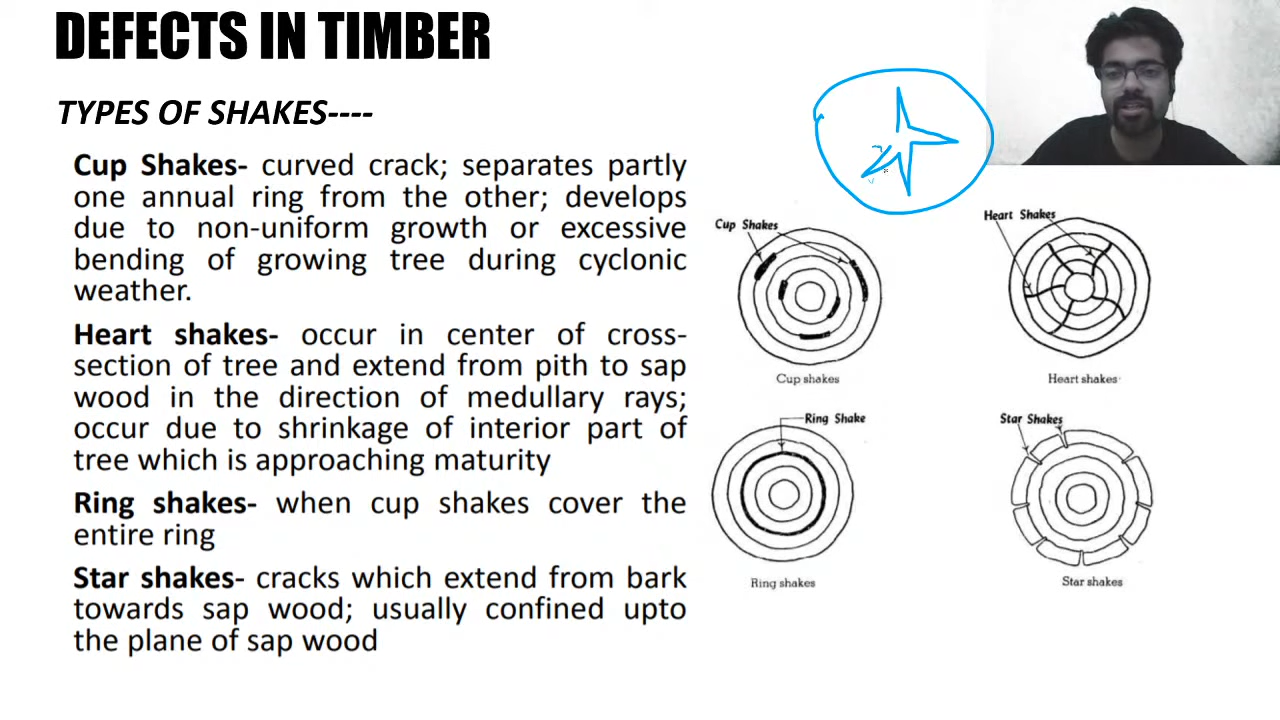 DEFECTS IN TIMBER
TYPES OF SHAKES----
Cup Shakes- curved crack; separates partly
one annual ring from the other; develops
due to non-uniform growth or excessive
bending of growing tree during cyclonic
weather.
Heart shakes- occur in center of cross-
section of tree and extend from pith to sap
wood in the direction of medullary rays;
occur due to shrinkage of interior part of
tree which is approaching maturity
Ring shakes- when cup shakes cover the
entire ring
Star shakes- cracks which extend from bark
towards sap wood; usually confined upto
the plane of sap wood
Cup Shakes
Cup shakes
Heart Shakes
Heart shakes
Ring Shake
Ring shakes
Star Shakes
Star shakes